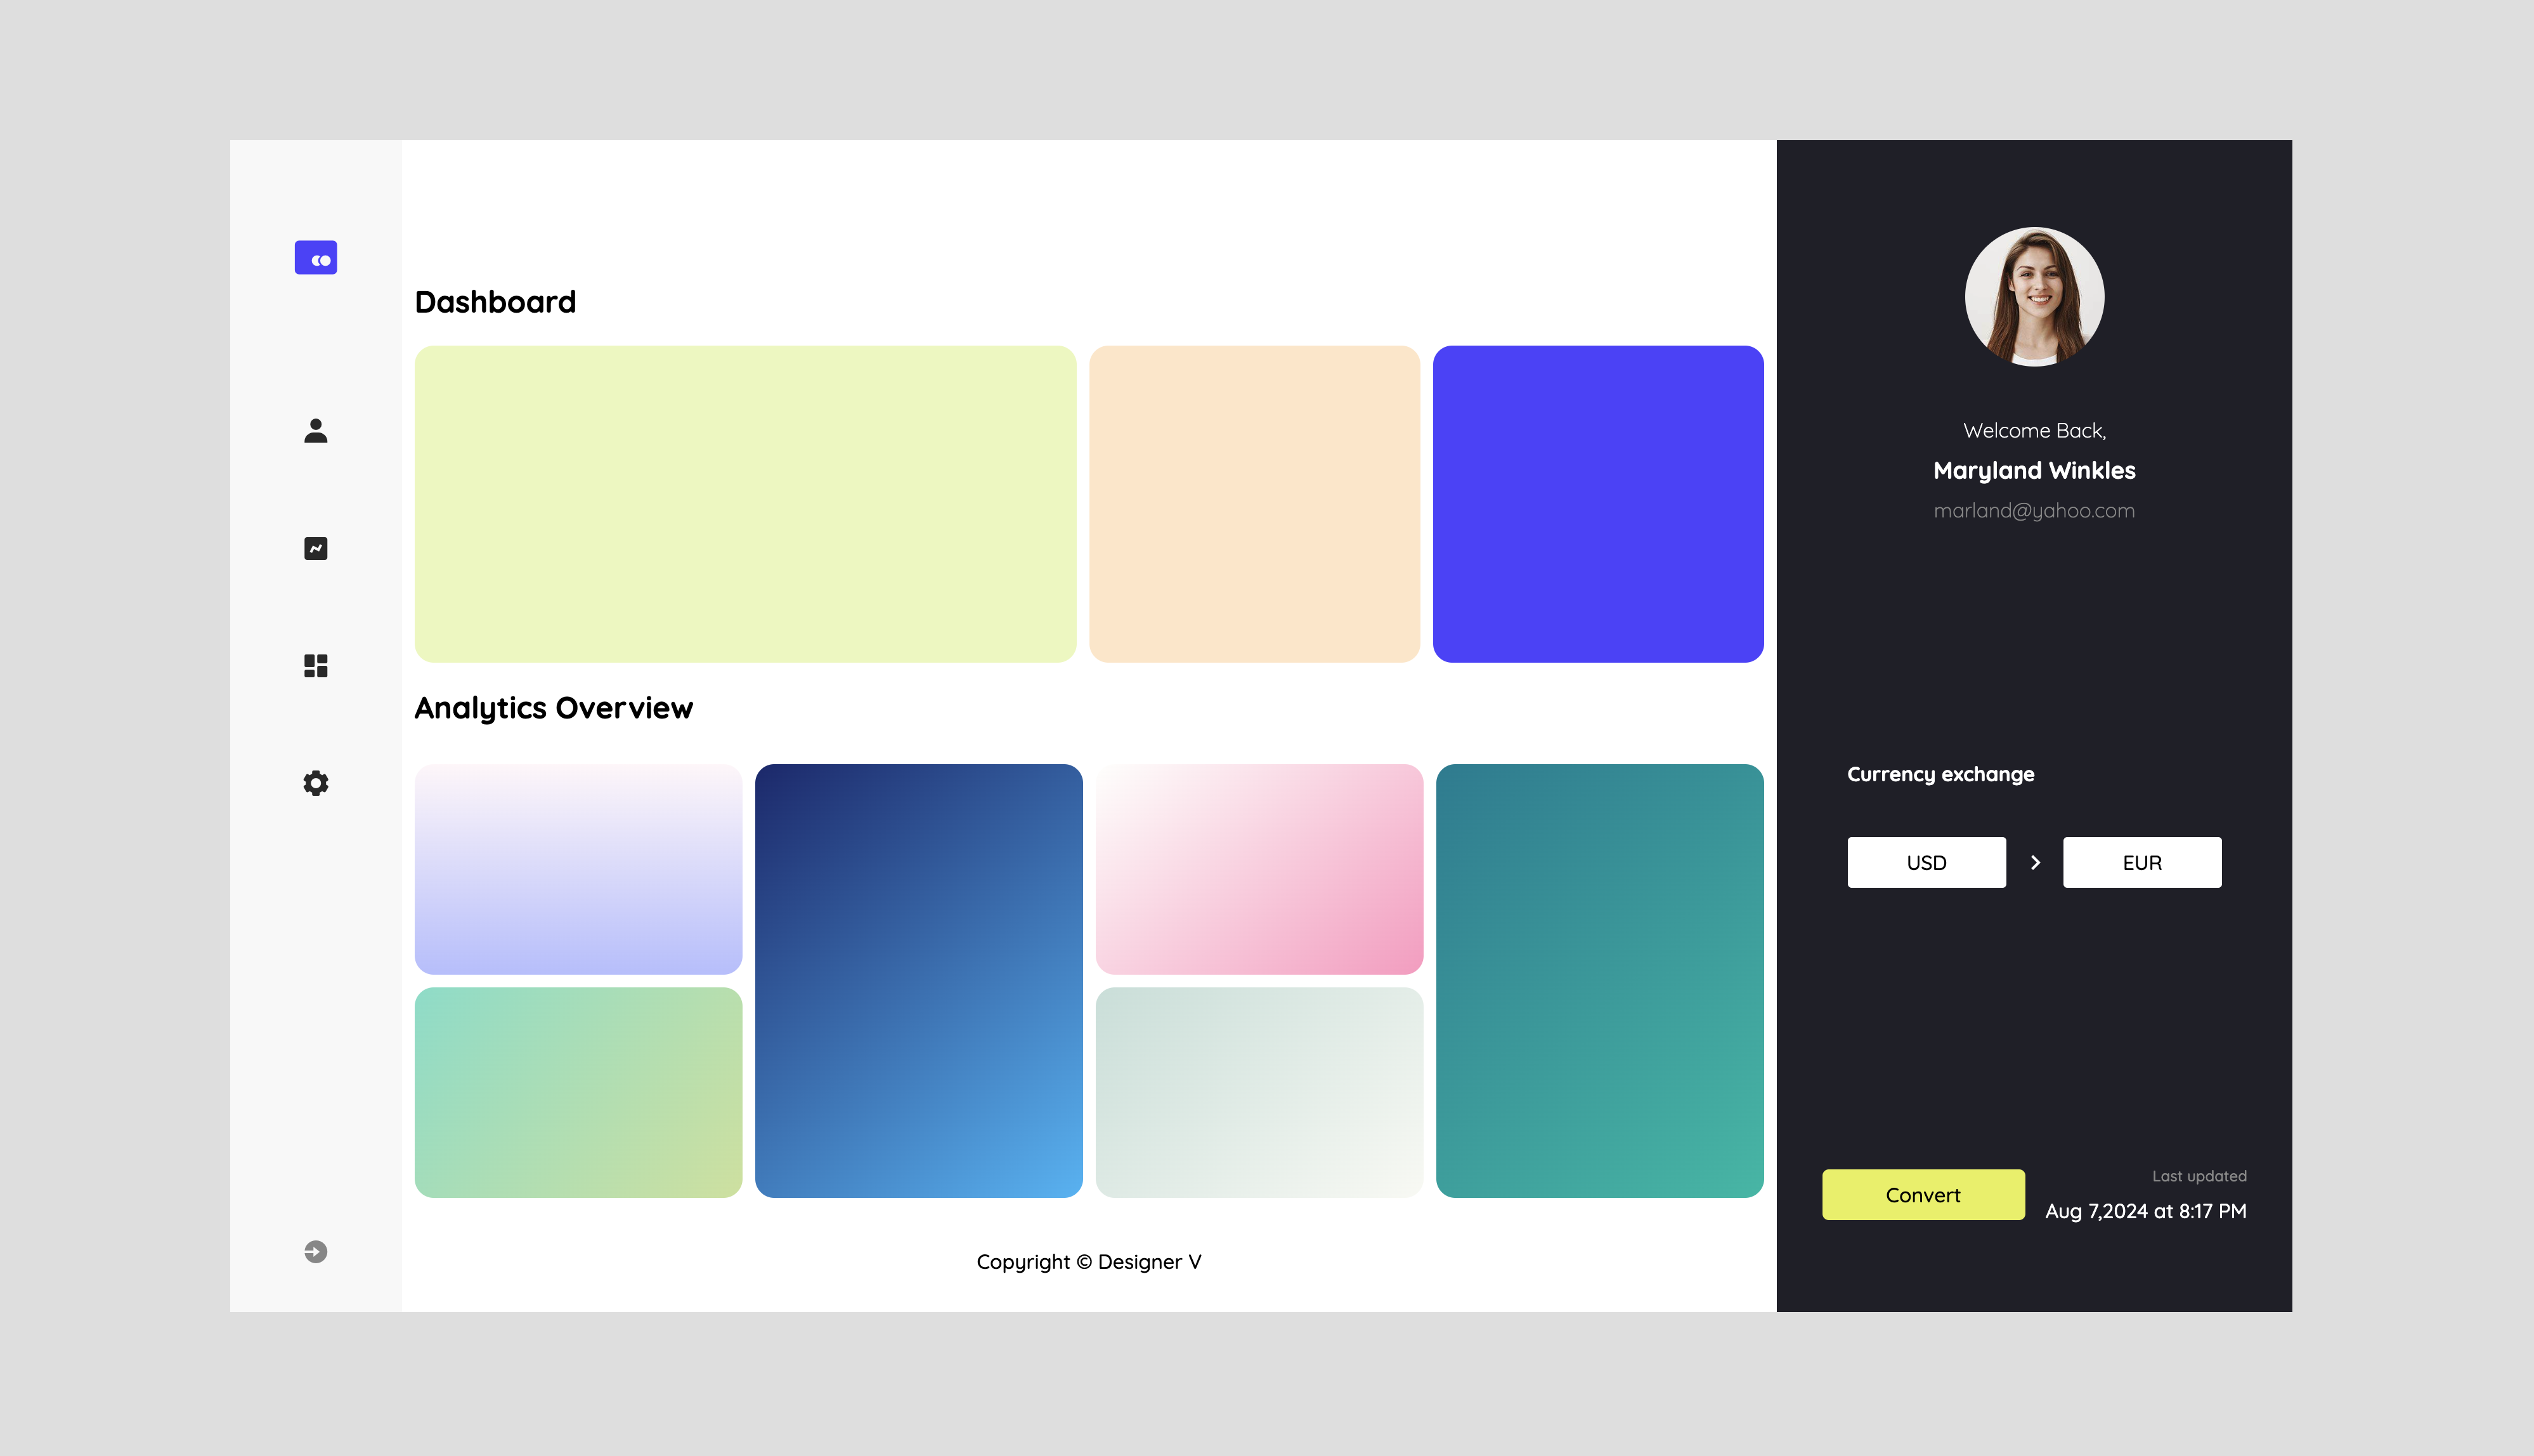 Dashboard
Analytics Overview
Copyright © Designer V
Welcome Back,
Maryland Winkles
marland@yahoo.com
Currency exchange
USD
EUR
Convert
Last updated
Aug 7,2024 at 8:17 PM